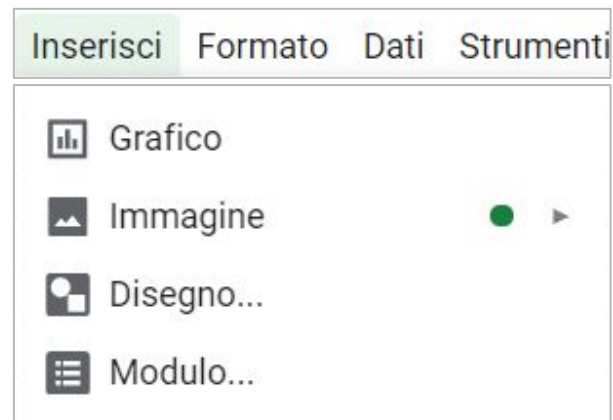 Inserisci Formato Dati Strumenti
Grafico
Immagine
Disegno...
Modulo...